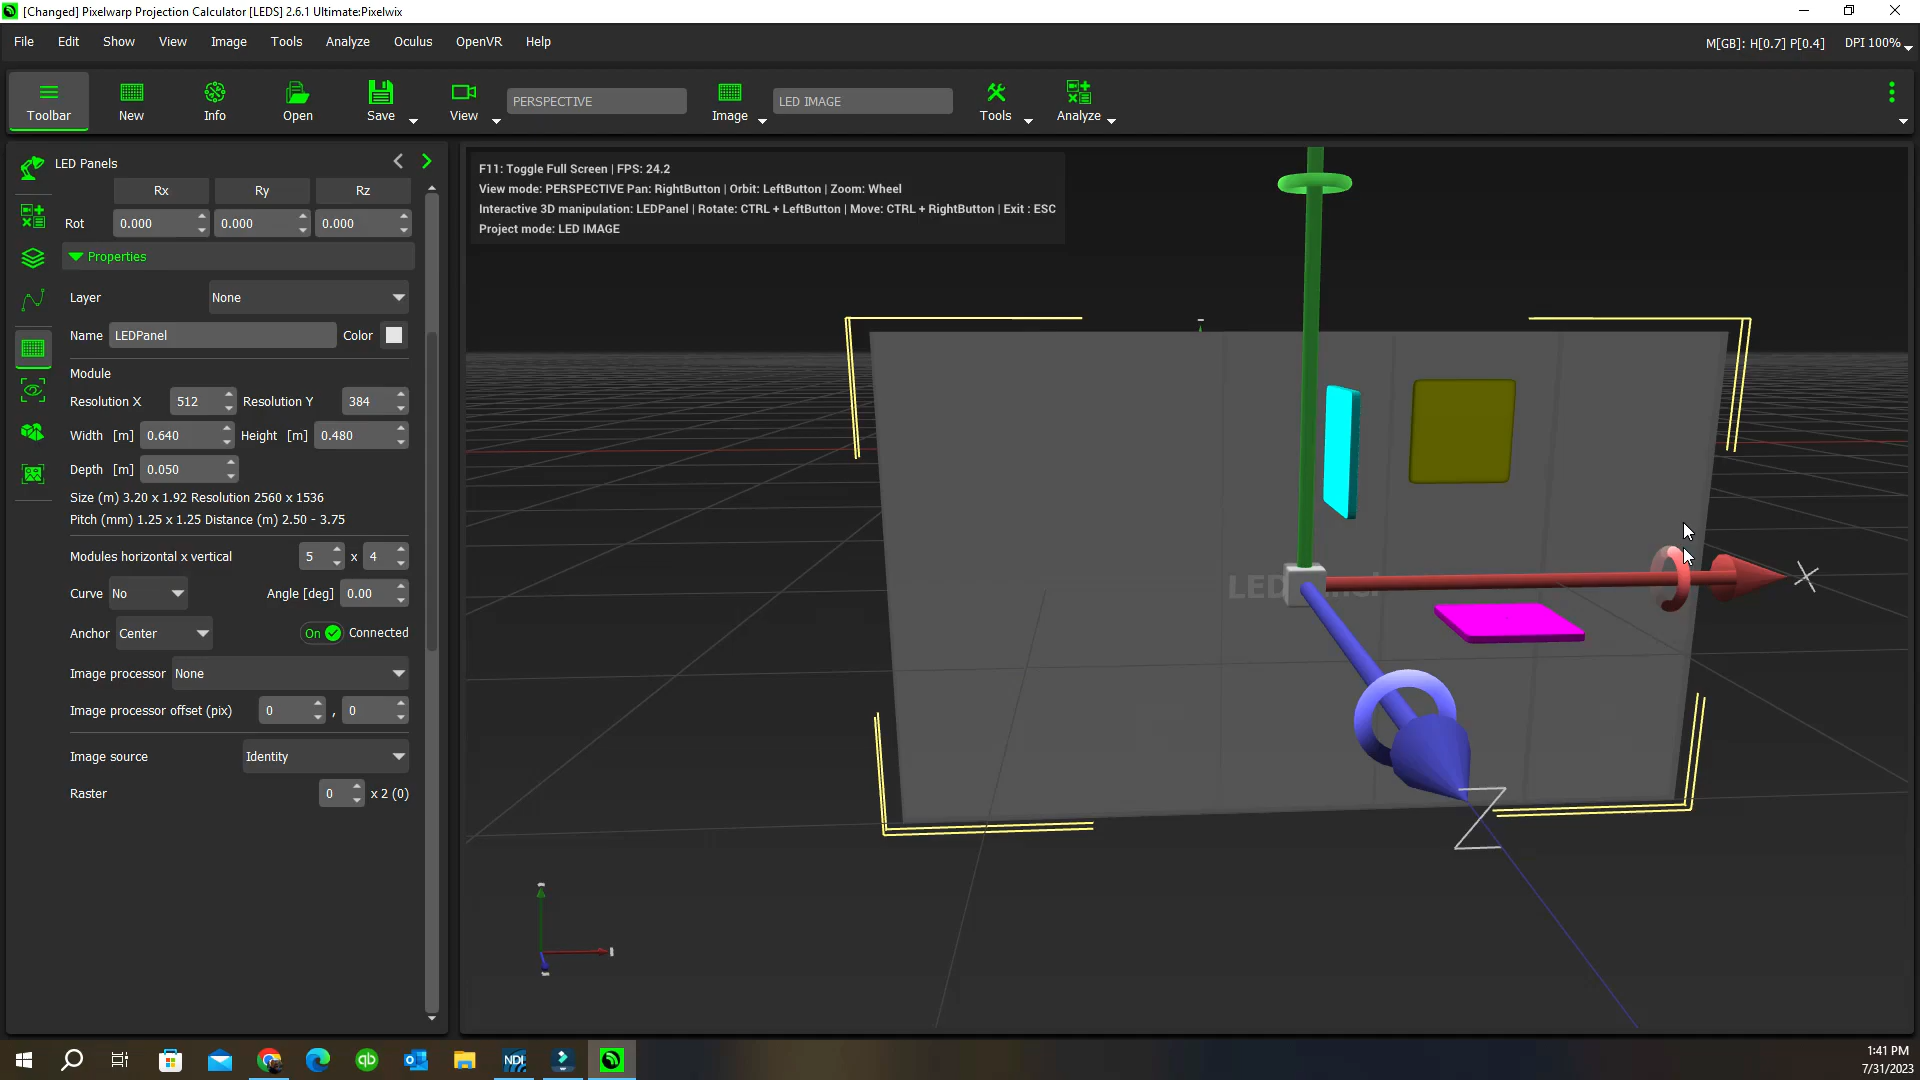 [Changed] Pixelwarp Projection Calculator [LEDS] 2.6.1 Ultimate:Pixelwix
File Edit Show View Image Tools Analyze Oculus OpenVR Help M[GB]: H[0.7] P[0.4] DPI 100%
Toolbar New Info Open Save View PERSPECTIVE Image LED IMAGE Tools Analyze
LED Panels
Rx Ry Rz
Rot 0.000 0.000 0.000
Properties
Layer None
Name LEDPanel Color
Module
Resolution X 512 Resolution Y 384
Width [m] 0.640 Height [m] 0.480
Depth [m] 0.050
Size (m) 3.20 x 1.92 Resolution 2560 x 1536
Pitch (mm) 1.25 x 1.25 Distance (m) 2.50 - 3.75
Modules horizontal x vertical 5 x 4
Curve No Angle [deg] 0.00
Anchor Center On Connected
Image processor None
Image processor offset (pix) 0 , 0
Image source Identity
Raster 0 x 2 (0)
F11: Toggle Full Screen | FPS: 24.2
View mode: PERSPECTIVE Pan: RightButton | Orbit: LeftButton | Zoom: Wheel
Interactive 3D manipulation: LEDPanel | Rotate: CTRL + LeftButton | Move: CTRL + RightButton | Exit : ESC
Project mode: LED IMAGE
X
Z
NDI
qb
1:41 PM
7/31/2023